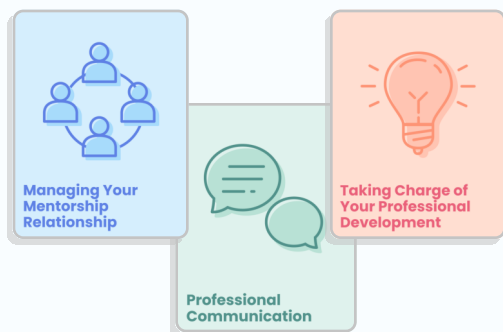 Managing Your
Mentorship
Relationship
Taking Charge of
Your Professional
Development
Professional
Communication